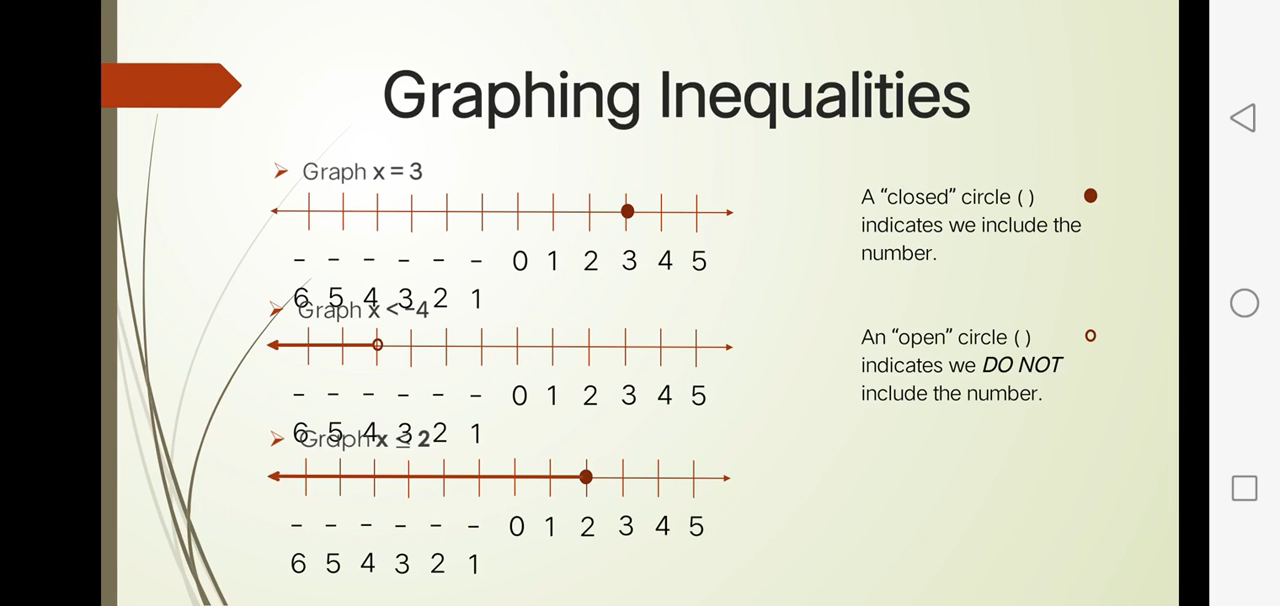 Graphing Inequalities
Graph x = 3
- - - - - - 0 1 2 3 4 5
6 5 4 3 2 1
Graph x < -4
- - - - - - 0 1 2 3 4 5
6 5 4 3 2 1
Graph x ≤ 2
- - - - - - 0 1 2 3 4 5
6 5 4 3 2 1
A “closed” circle ( )
indicates we include the
number.
An “open” circle ( )
indicates we DO NOT
include the number.